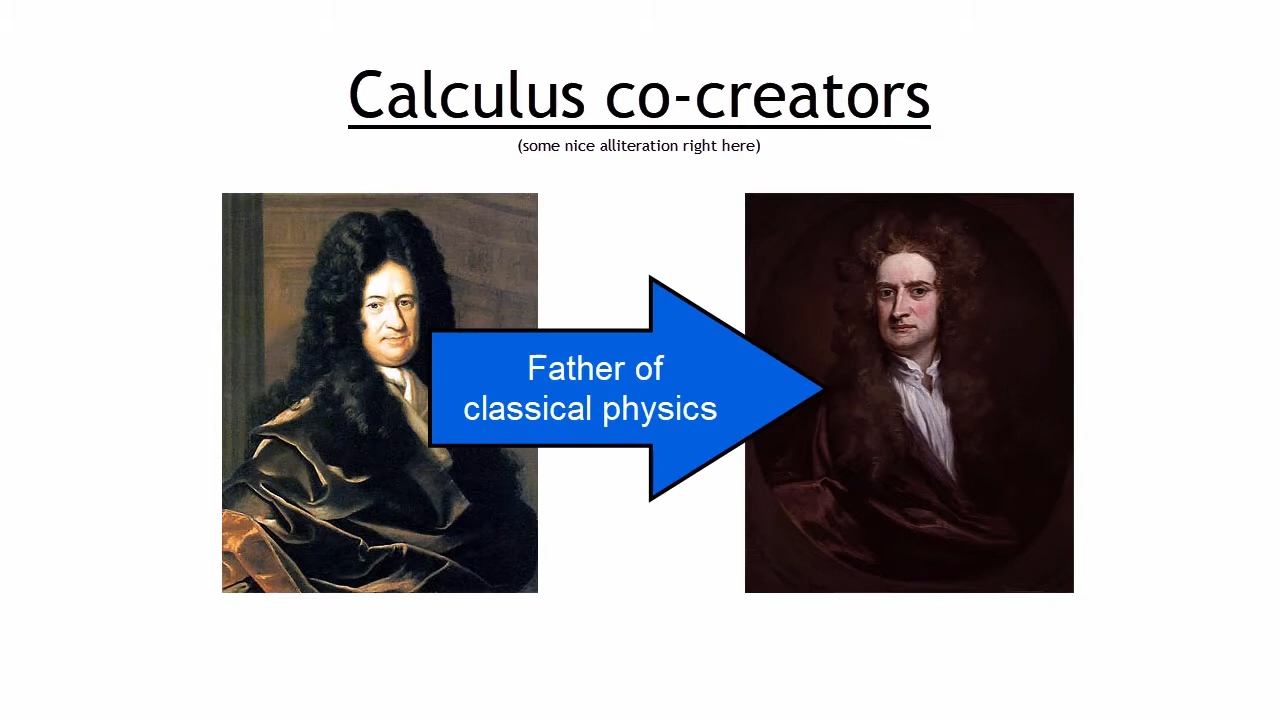 Calculus co-creators
(some nice alliteration right here)
Father of
classical physics